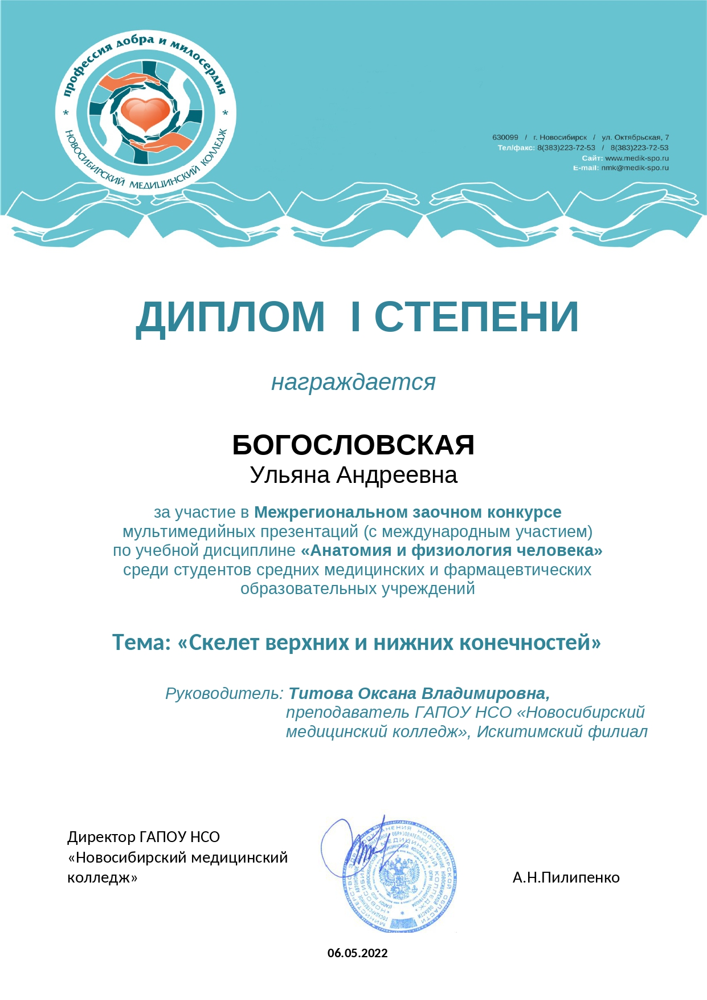 профессия добра и милосердия
* *
НОВОСИБИРСКИЙ МЕДИЦИНСКИЙ КОЛЛЕДЖ
630099 / г. Новосибирск / ул. Октябрьская, 7
Тел/факс: 8(383)223-72-53 / 8(383)223-72-53
Сайт: www.medik-spo.ru
E-mail: nmk@medik-spo.ru
ДИПЛОМ I СТЕПЕНИ
награждается
БОГОСЛОВСКАЯ
Ульяна Андреевна
за участие в Межрегиональном заочном конкурсе
мультимедийных презентаций (с международным участием)
по учебной дисциплине «Анатомия и физиология человека»
среди студентов средних медицинских и фармацевтических
образовательных учреждений
Тема: «Скелет верхних и нижних конечностей»
Руководитель: Титова Оксана Владимировна,
преподаватель ГАПОУ НСО «Новосибирский
медицинский колледж», Искитимский филиал
Директор ГАПОУ НСО
«Новосибирский медицинский
колледж»
А.Н.Пилипенко
МИНИСТЕРСТВО ЗДРАВООХРАНЕНИЯ НОВОСИБИРСКОЙ ОБЛАСТИ
06.05.2022